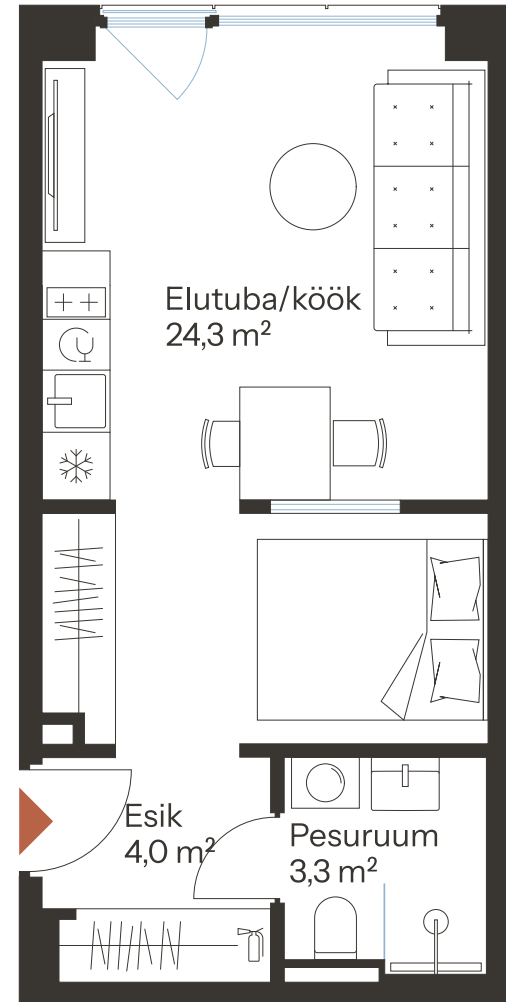 Elutuba/köök
24,3 m²
Esik
4,0 m²
Pesuruum
3,3 m²